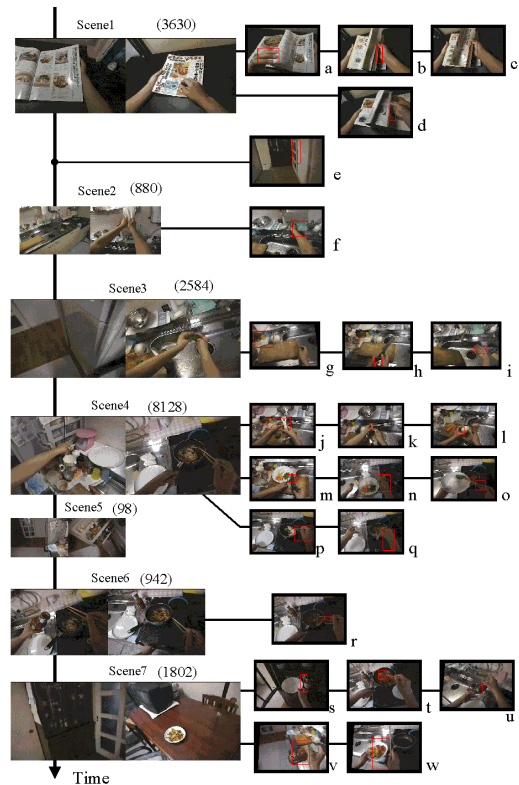 Scene1 (3630)
a b c
d
e
Scene2 (880)
f
Scene3 (2584)
g h i
Scene4 (8128)
j k l
m n o
Scene5 (98)
p q
Scene6 (942)
r
Scene7 (1802)
s t u
v w
Time